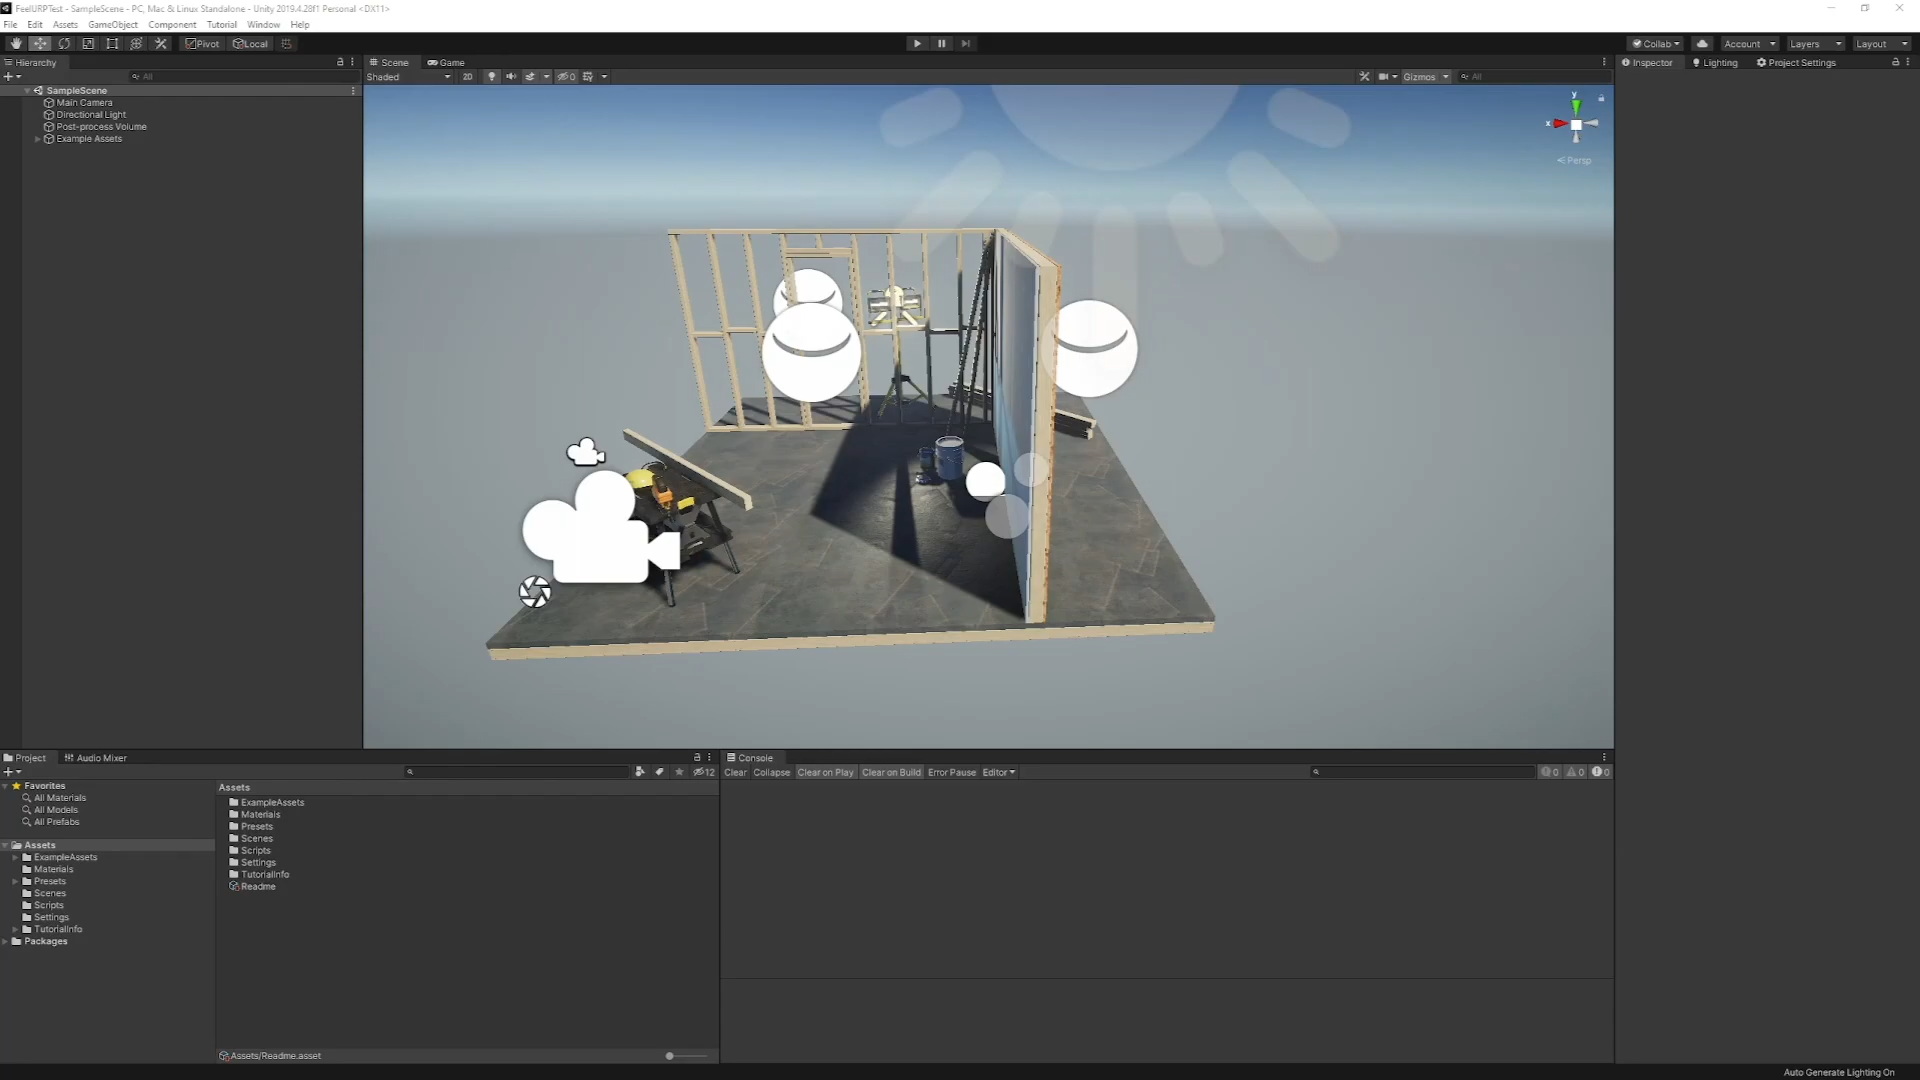 FeelURPTest - SampleScene - PC, Mac & Linux Standalone - Unity 2019.4.28f1 Personal <DX11>
File Edit Assets GameObject Component Tutorial Window Help
Pivot Local Collab Account Layers Layout
Hierarchy
All
SampleScene
Main Camera
Directional Light
Post-process Volume
Example Assets
Scene Game
Shaded 2D 0 Gizmos All
y
x
Persp
Inspector Lighting Project Settings
Project Audio Mixer
12
Favorites
All Materials
All Models
All Prefabs
Assets
ExampleAssets
Materials
Presets
Scenes
Scripts
Settings
TutorialInfo
Packages
Assets
ExampleAssets
Materials
Presets
Scenes
Scripts
Settings
TutorialInfo
Readme
Assets/Readme.asset
Console
Clear Collapse Clear on Play Clear on Build Error Pause Editor 0 0 0
Auto Generate Lighting On